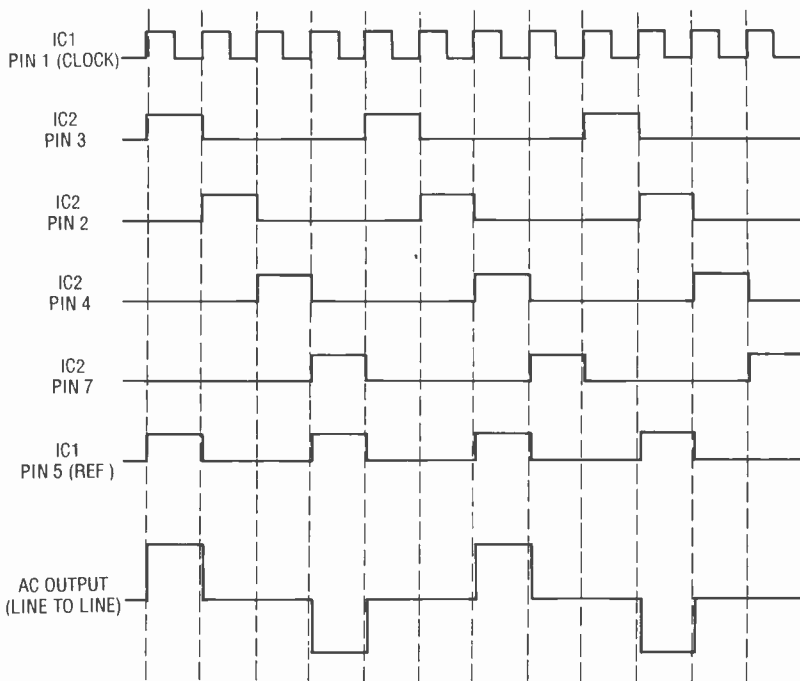 IC1
PIN 1 (CLOCK)
IC2
PIN 3
IC2
PIN 2
IC2
PIN 4
IC2
PIN 7
IC1
PIN 5 (REF )
AC OUTPUT
(LINE TO LINE)